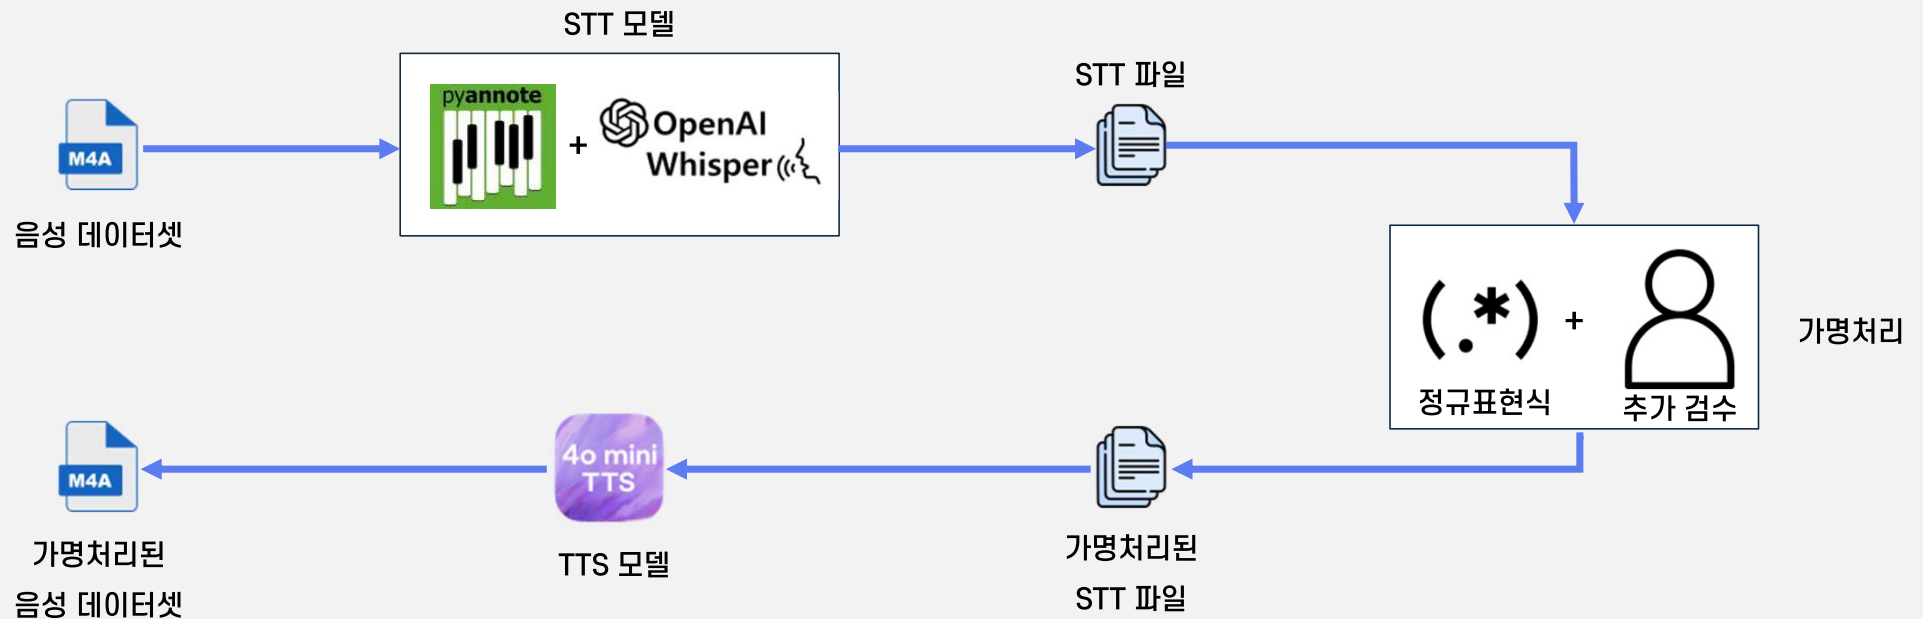 STT 모델
pyannote
+
OpenAI
Whisper
STT 파일
M4A
음성 데이터셋
(.*)
+
정규표현식
추가 검수
가명처리
M4A
가명처리된
음성 데이터셋
4o mini
TTS
TTS 모델
가명처리된
STT 파일